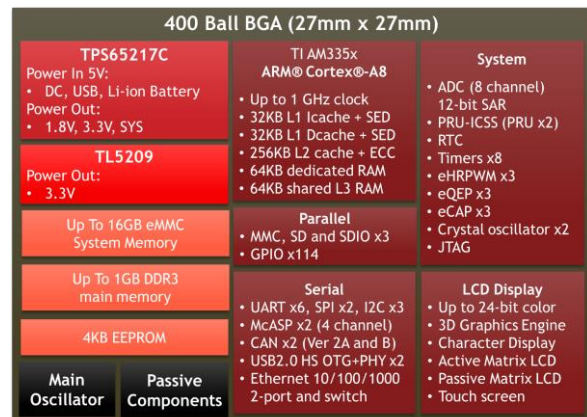 400 Ball BGA (27mm x 27mm)
TPS65217C
Power In 5V:
• DC, USB, Li-ion Battery
Power Out:
• 1.8V, 3.3V, SYS
TL5209
Power Out:
• 3.3V
Up To 16GB eMMC
System Memory
Up To 1GB DDR3
main memory
4KB EEPROM
Main
Oscillator
Passive
Components
TI AM335x
ARM® Cortex®-A8
• Up to 1 GHz clock
• 32KB L1 Icache + SED
• 32KB L1 Dcache + SED
• 256KB L2 cache + ECC
• 64KB dedicated RAM
• 64KB shared L3 RAM
Parallel
• MMC, SD and SDIO x3
• GPIO x114
Serial
• UART x6, SPI x2, I2C x3
• McASP x2 (4 channel)
• CAN x2 (Ver 2A and B)
• USB2.0 HS OTG+PHY x2
• Ethernet 10/100/1000
2-port and switch
System
• ADC (8 channel)
12-bit SAR
• PRU-ICSS (PRU x2)
• RTC
• Timers x8
• eHRPWM x3
• eQEP x3
• eCAP x3
• Crystal oscillator x2
• JTAG
LCD Display
• Up to 24-bit color
• 3D Graphics Engine
• Character Display
• Active Matrix LCD
• Passive Matrix LCD
• Touch screen